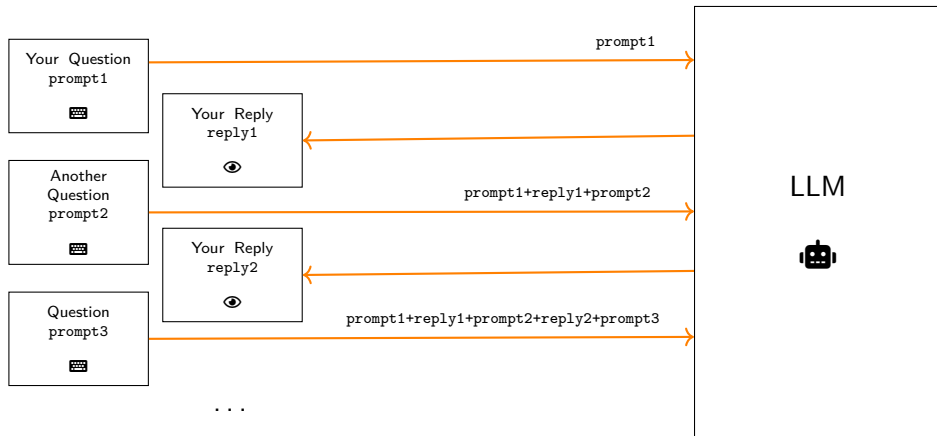 prompt1
Your Question
prompt1
Your Reply
reply1
Another
Question
prompt2
prompt1+reply1+prompt2
LLM
Your Reply
reply2
Question
prompt3
prompt1+reply1+prompt2+reply2+prompt3
...